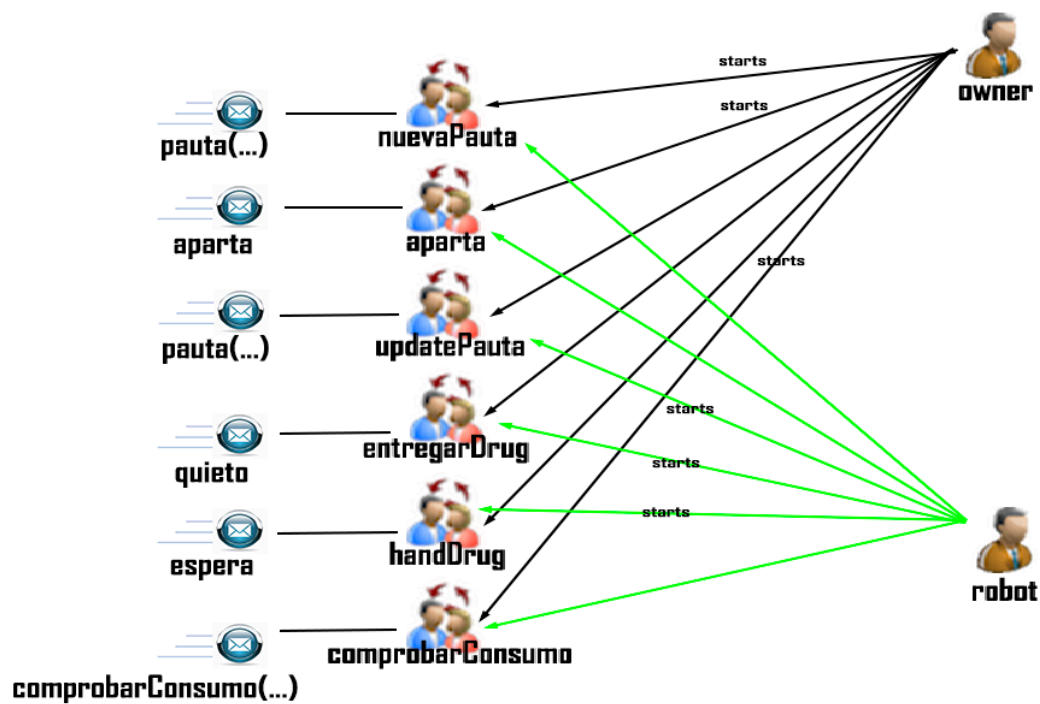 starts
owner
starts
pauta(...)
nuevaPauta
aparta
aparta
starts
pauta(...)
updatePauta
starts
quieto
entregarDrug
starts
starts
espera
handDrug
robot
comprobarConsumo
comprobarConsumo(...)